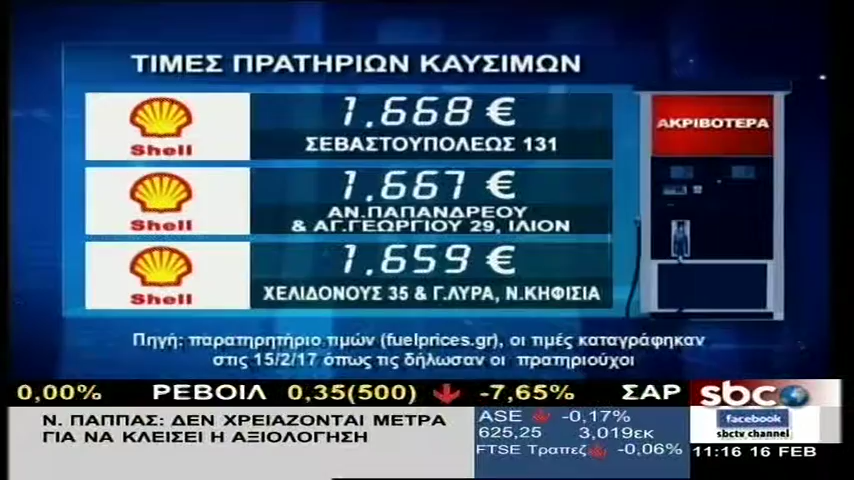 ΤΙΜΕΣ ΠΡΑΤΗΡΙΩΝ ΚΑΥΣΙΜΩΝ
Shell
1.668 €
ΣΕΒΑΣΤΟΥΠΟΛΕΩΣ 131
Shell
1.667 €
ΑΝ.ΠΑΠΑΝΔΡΕΟΥ
& ΑΓ.ΓΕΩΡΓΙΟΥ 29, ΙΛΙΟΝ
Shell
1.659 €
ΧΕΛΙΔΟΝΟΥΣ 35 & Γ.ΛΥΡΑ, Ν.ΚΗΦΙΣΙΑ
ΑΚΡΙΒΟΤΕΡΑ
Πηγή: παρατηρητήριο τιμών (fuelprices.gr), οι τιμές καταγράφηκαν
στις 15/2/17 όπως τις δήλωσαν οι πρατηριούχοι
0,00% ΡΕΒΟΙΛ 0,35(500) -7,65% ΣΑΡ
sbc
facebook
sbctv channel
Ν. ΠΑΠΠΑΣ: ΔΕΝ ΧΡΕΙΑΖΟΝΤΑΙ ΜΕΤΡΑ
ΓΙΑ ΝΑ ΚΛΕΙΣΕΙ Η ΑΞΙΟΛΟΓΗΣΗ
ASE -0,17%
625,25 3,019εκ
FTSE Τραπεζ -0,06%
11:16 16 FEB